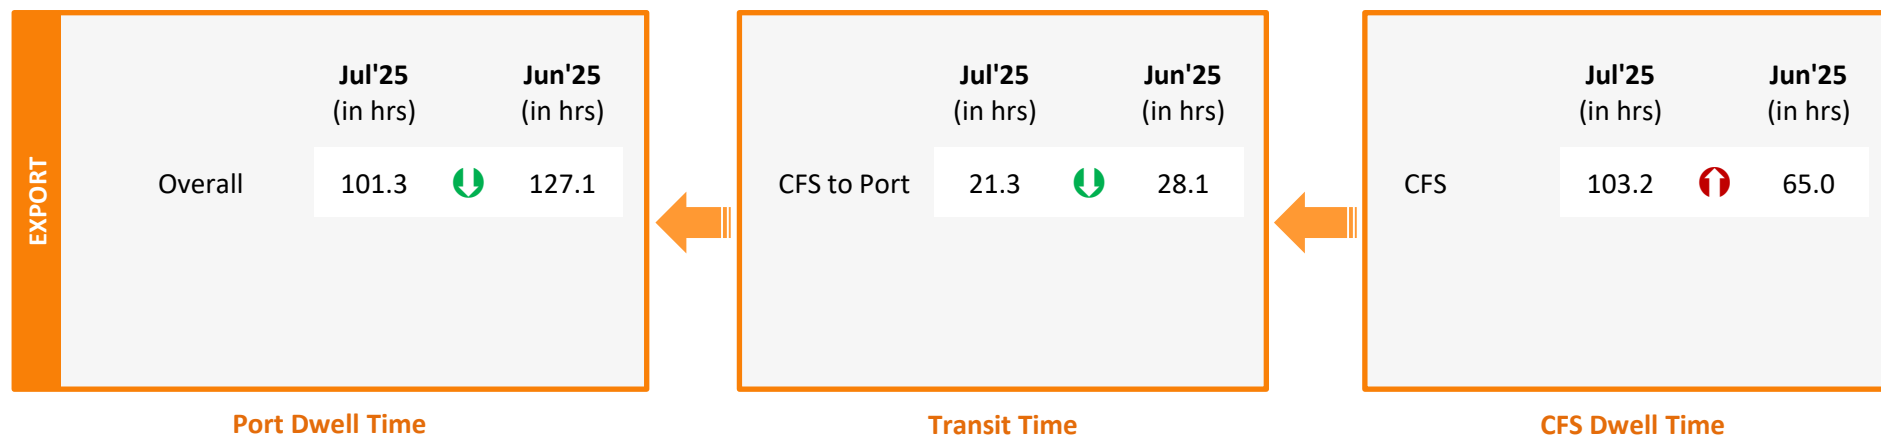 EXPORT
Jul'25 Jun'25
(in hrs) (in hrs)
Overall 101.3 127.1
Port Dwell Time
Jul'25 Jun'25
(in hrs) (in hrs)
CFS to Port 21.3 28.1
Transit Time
Jul'25 Jun'25
(in hrs) (in hrs)
CFS 103.2 65.0
CFS Dwell Time